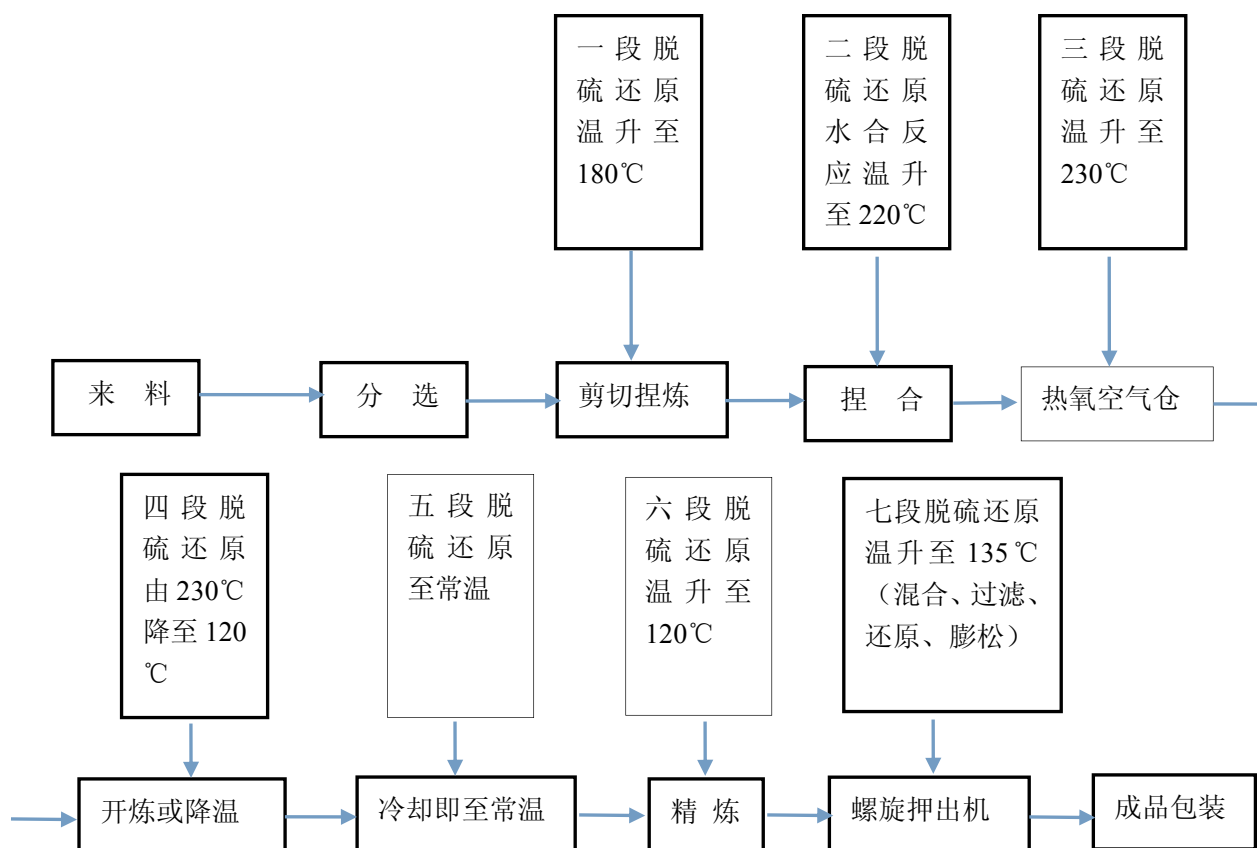 一段脱
硫还原
温升至
180℃
二段脱
硫还原
水合反
应温升
至220℃
三段脱
硫还原
温升至
230℃
来 料
分 选
剪切捏炼
捏 合
热氧空气仓
四段脱
硫还原
由230℃
降至120
℃
五段脱
硫还原
至常温
六段脱
硫还原
温升至
120℃
七段脱硫还原
温升至135℃
（混合、过滤、
还原、膨松）
开炼或降温
冷却即至常温
精 炼
螺旋押出机
成品包装